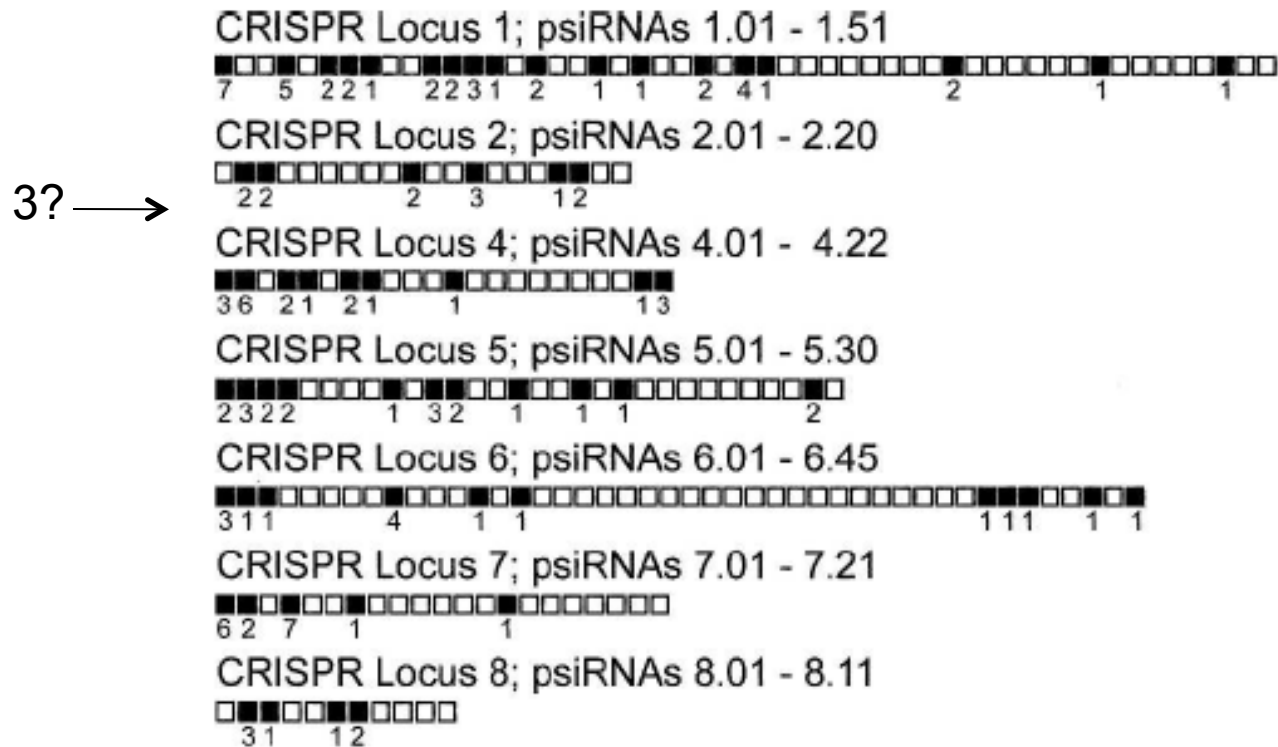 CRISPR Locus 1; psiRNAs 1.01 - 1.51
7 5 2 2 1 2 2 3 1 2 1 1 2 4 1 2 1 1
CRISPR Locus 2; psiRNAs 2.01 - 2.20
2 2 2 3 1 2
3?
CRISPR Locus 4; psiRNAs 4.01 - 4.22
3 6 2 1 2 1 1 1 3
CRISPR Locus 5; psiRNAs 5.01 - 5.30
2 3 2 2 1 3 2 1 1 1 2
CRISPR Locus 6; psiRNAs 6.01 - 6.45
3 1 1 4 1 1 1 1 1 1 1
CRISPR Locus 7; psiRNAs 7.01 - 7.21
6 2 7 1 1
CRISPR Locus 8; psiRNAs 8.01 - 8.11
3 1 1 2